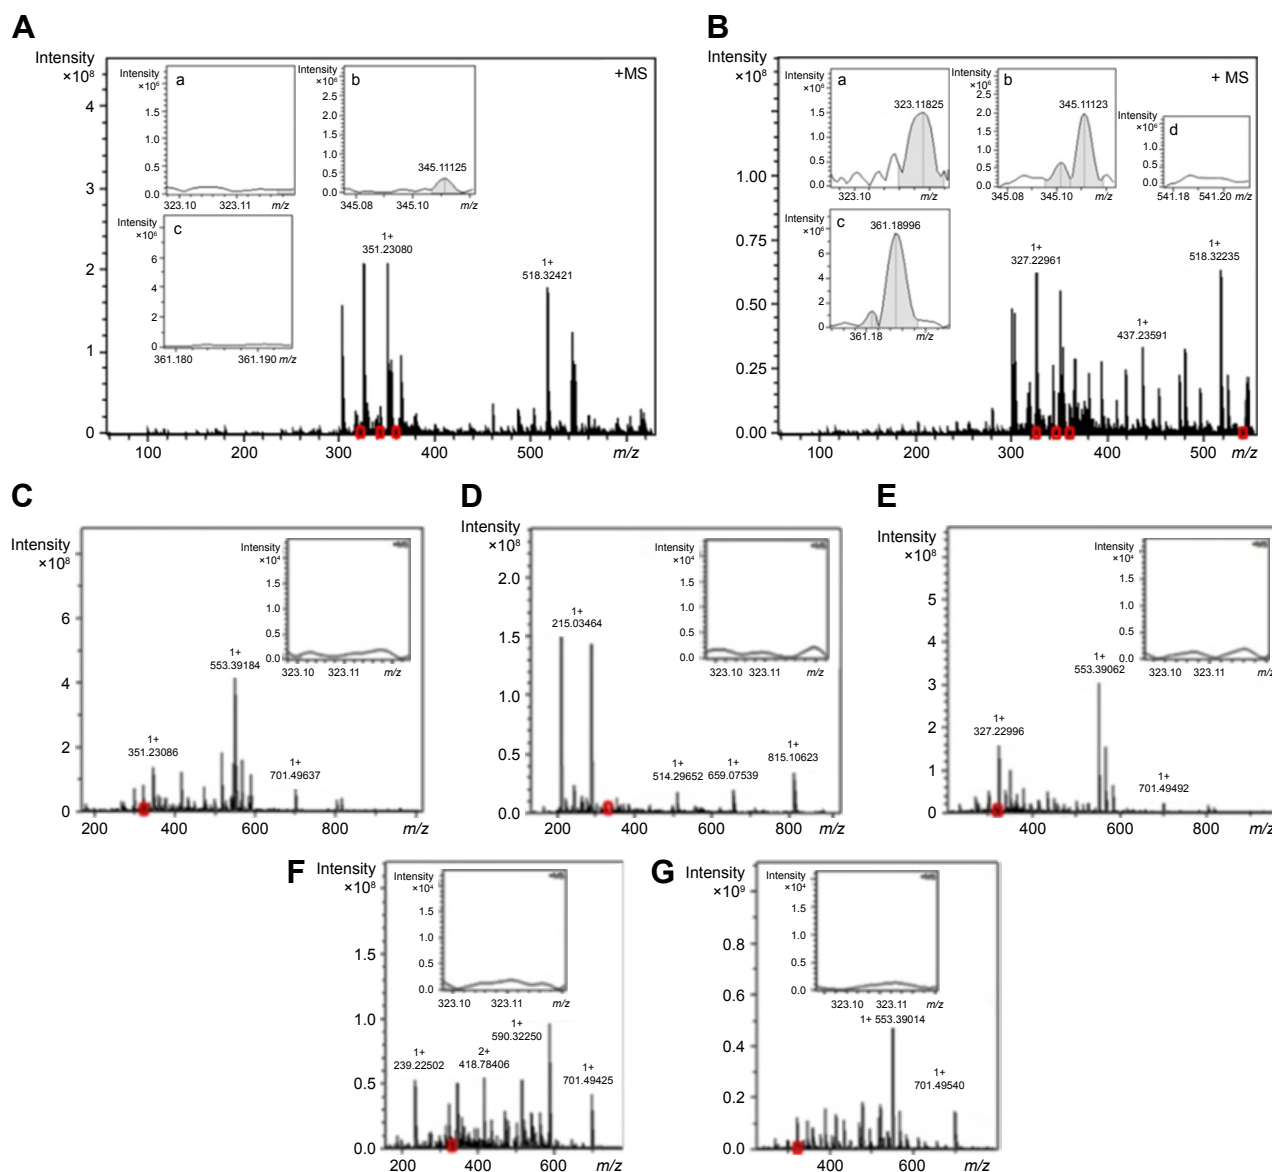 A
Intensity
×10⁸
+MS
4
3
2
1
0
100 200 300 400 500 m/z
1+
351.23080
1+
518.32421
Intensity
×10⁶
a
1.5
1.0
0.5
0.0
323.10 323.11 m/z
Intensity
×10⁶
b
2.5
2.0
1.5
1.0
0.5
0.0
345.11125
345.08 345.10 m/z
Intensity
×10⁶
c
6
4
2
0
361.180 361.190 m/z
B
Intensity
×10⁸
+ MS
1.00
0.75
0.50
0.25
0.00
100 200 300 400 500 m/z
1+
327.22961
1+
437.23591
1+
518.32235
Intensity
×10⁶
a
1.5
1.0
0.5
0.0
323.11825
323.10 m/z
Intensity
×10⁶
b
2.5
2.0
1.5
1.0
0.5
0.0
345.11123
345.08 345.10 m/z
Intensity
×10⁶
c
6
4
2
0
361.18996
361.18 m/z
Intensity
×10⁶
d
1.0
0.5
0.0
541.18 541.20 m/z
C
Intensity
×10⁸
6
4
2
0
200 400 600 800 m/z
1+
351.23086
1+
553.39184
1+
701.49637
Intensity
×10⁴
1.5
1.0
0.5
0.0
323.10 323.11 m/z
D
Intensity
×10⁸
2.0
1.5
1.0
0.5
0.0
200 400 600 800 m/z
1+
215.03464
1+
514.29652
1+
659.07539
1+
815.10623
Intensity
×10⁴
1.5
1.0
0.5
0.0
323.10 323.11 m/z
E
Intensity
×10⁸
5
4
3
2
1
0
400 600 800 m/z
1+
327.22996
1+
553.39062
1+
701.49492
Intensity
×10⁴
1.5
1.0
0.5
0.0
323.10 323.11 m/z
F
Intensity
×10⁸
1.5
1.0
0.5
0.0
200 400 600 m/z
1+
239.22502
2+
418.78406
1+
590.32250
1+
701.49425
Intensity
×10⁴
1.5
1.0
0.5
0.0
323.10 323.11 m/z
G
Intensity
×10⁹
0.8
0.6
0.4
0.2
0.0
400 600 m/z
1+ 553.39014
1+
701.49540
Intensity
×10⁴
1.5
1.0
0.5
0.0
323.10 323.11 m/z